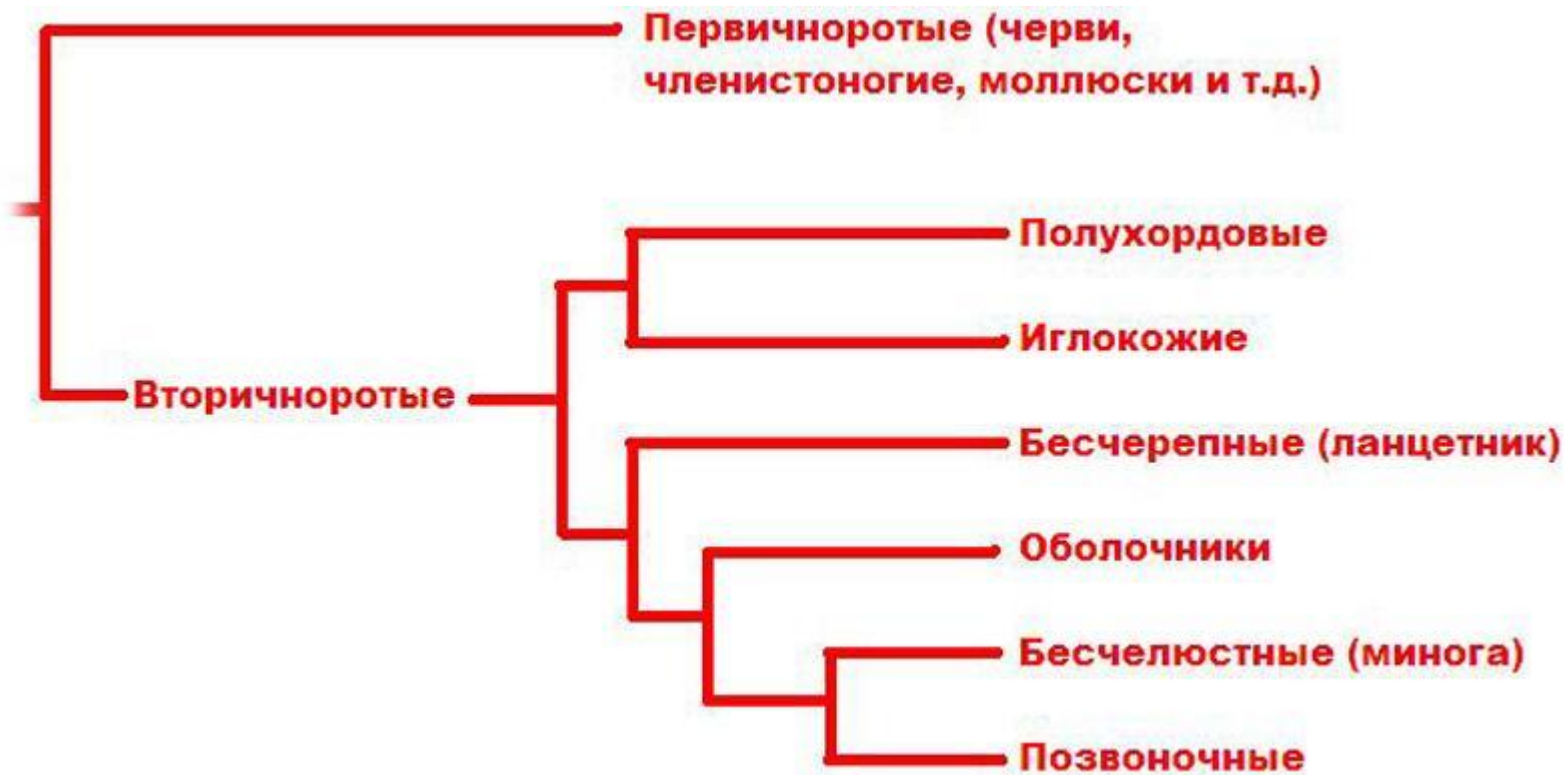 Первичноротые (черви,
членистоногие, моллюски и т.д.)
Полухордовые
Иглокожие
Вторичноротые
Бесчерепные (ланцетник)
Оболочники
Бесчелюстные (минога)
Позвоночные